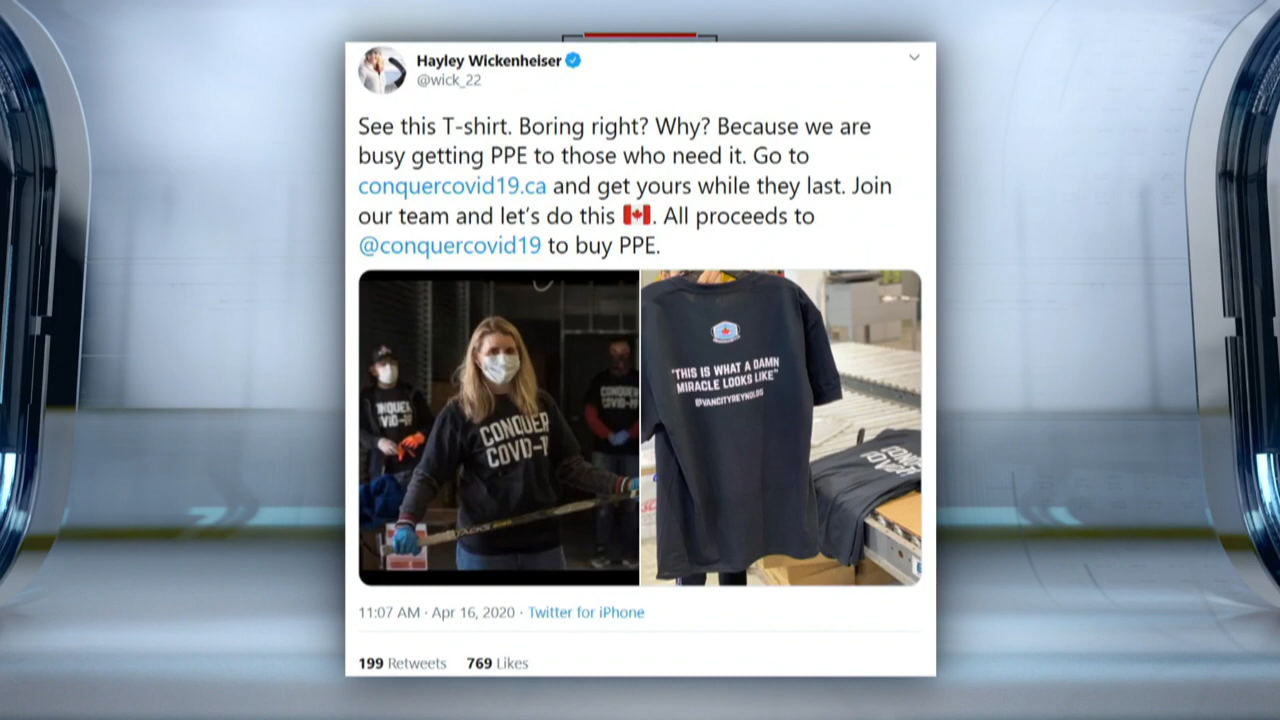 Hayley Wickenheiser
@wick_22
See this T-shirt. Boring right? Why? Because we are
busy getting PPE to those who need it. Go to
conquercovid19.ca and get yours while they last. Join
our team and let's do this 🇨🇦. All proceeds to
@conquercovid19 to buy PPE.
CONQUER
COVID-1
CONQUER
COVID-19
"THIS IS WHAT A DAMN
MIRACLE LOOKS LIKE"
@VANCITYREYNOLDS
11:07 AM · Apr 16, 2020 · Twitter for iPhone
199 Retweets 769 Likes